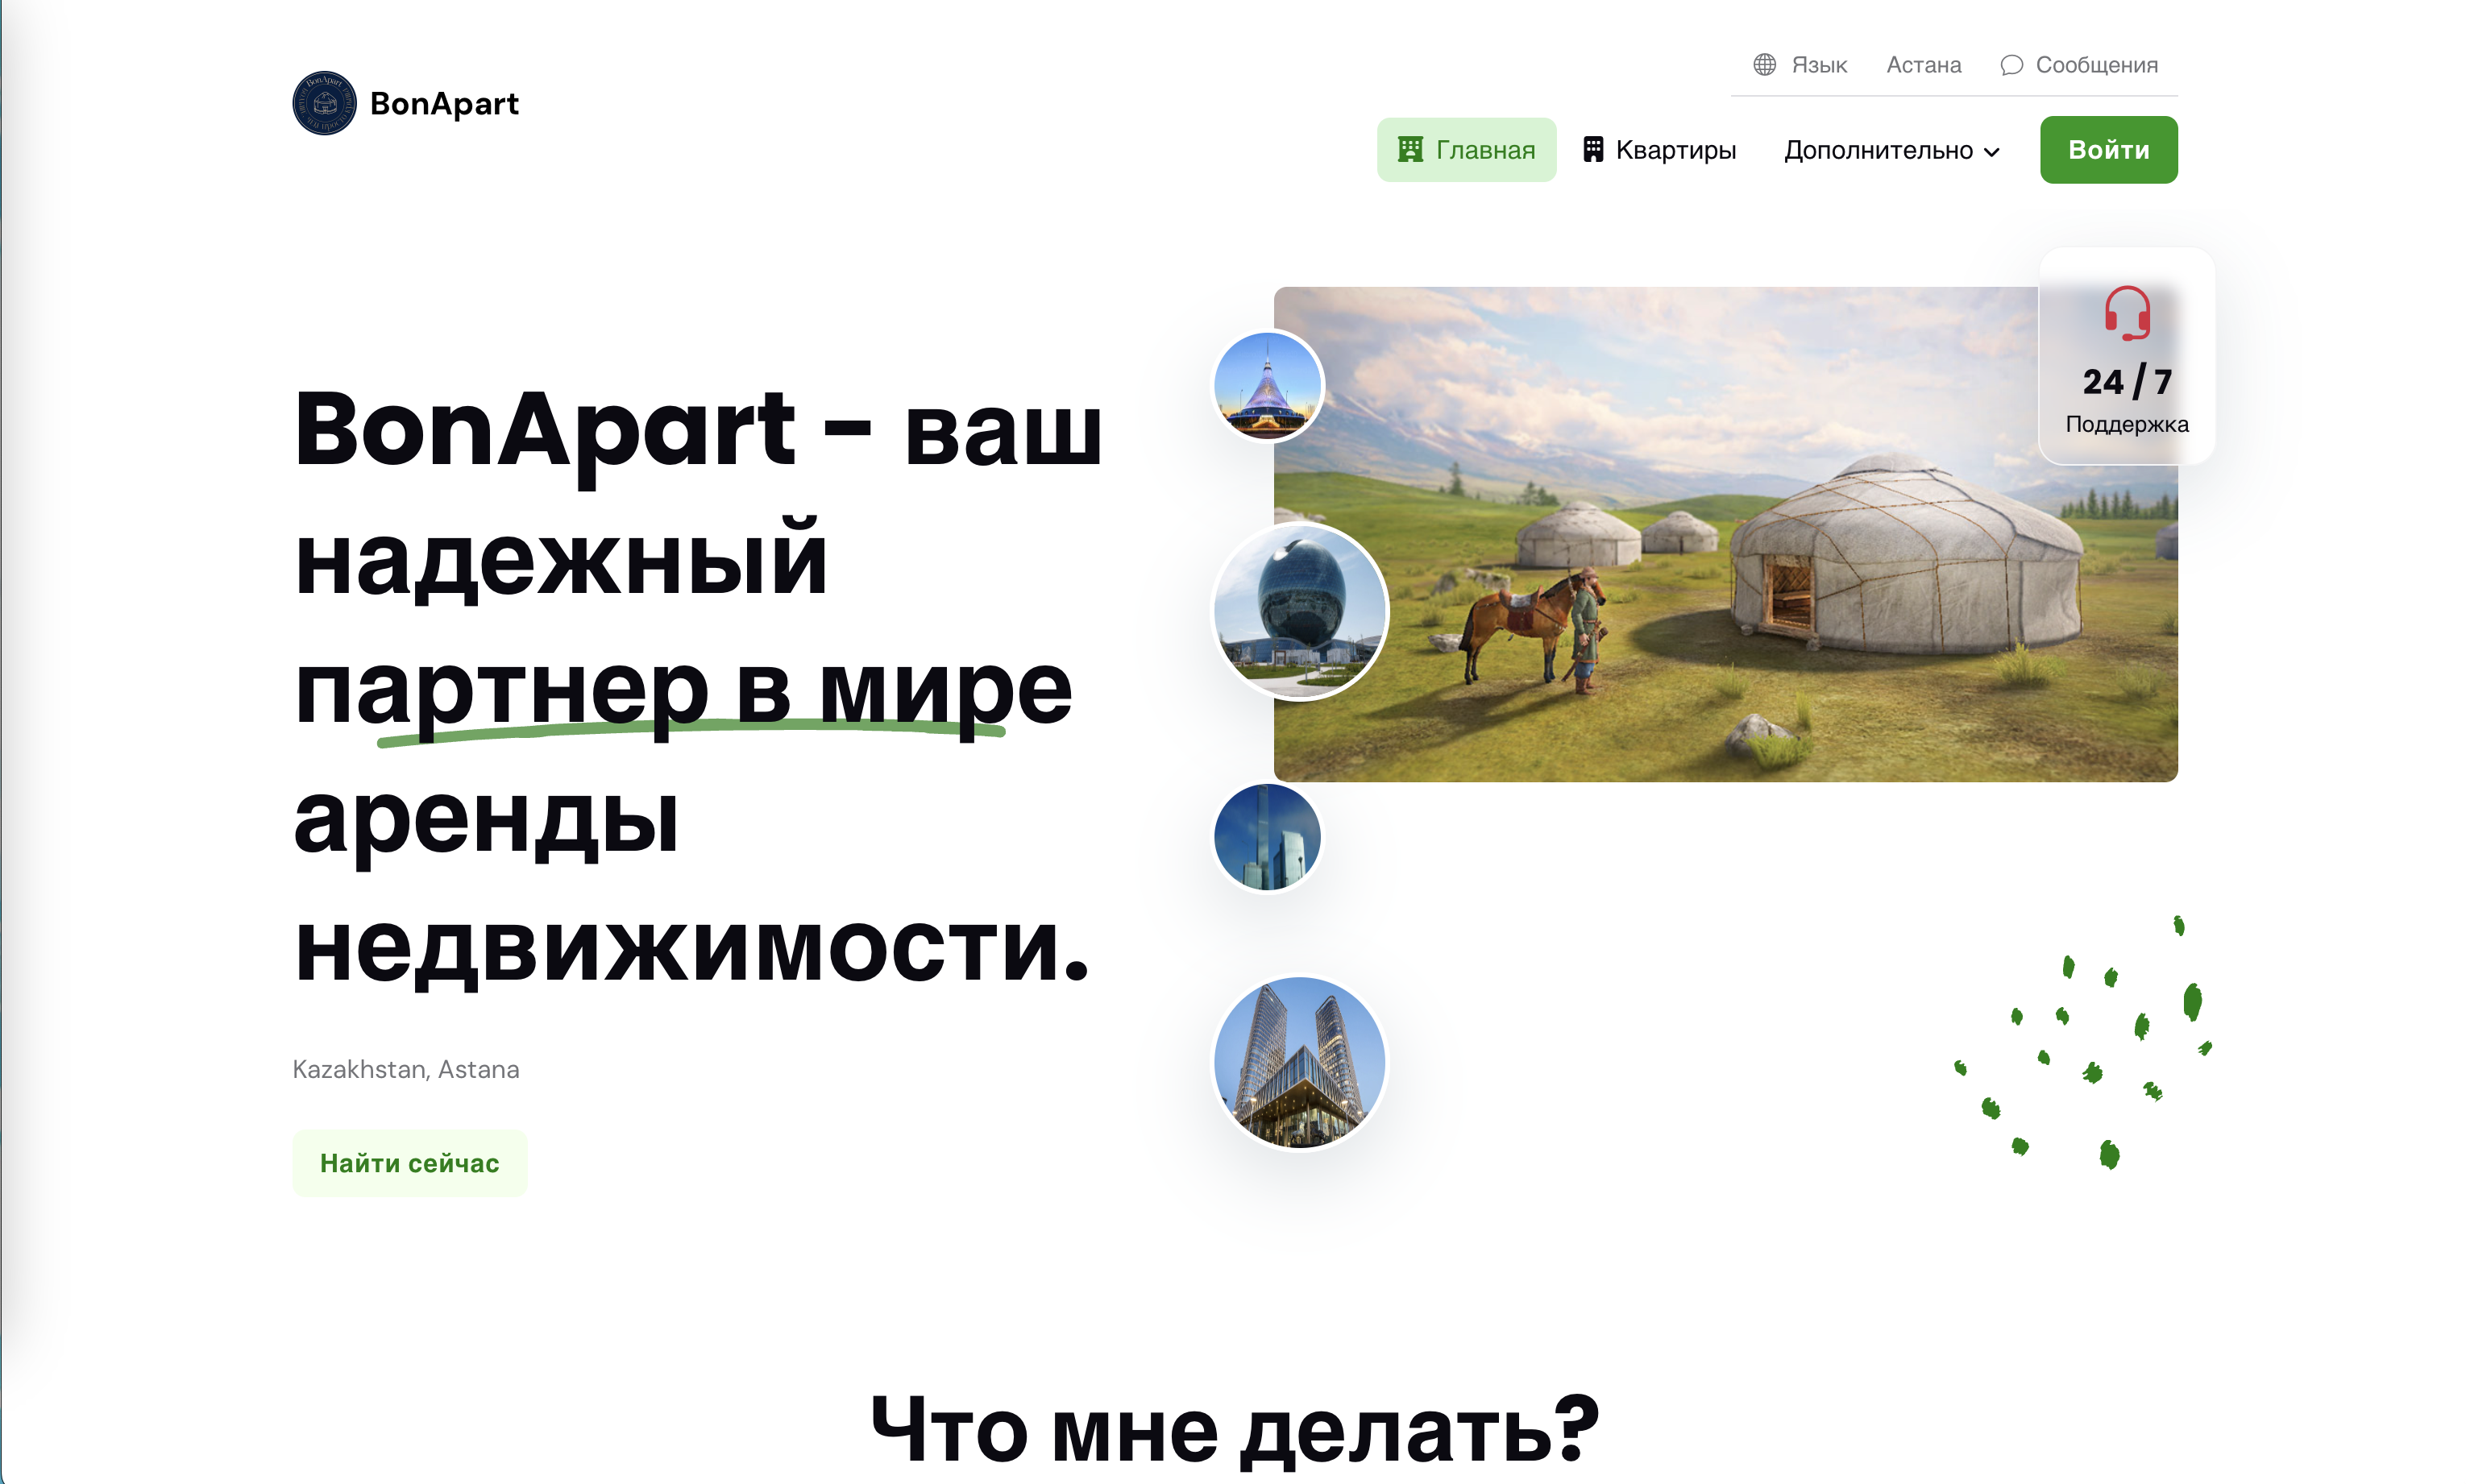 Язык Астана Сообщения
BonApart
Главная Квартиры Дополнительно Войти
24 / 7
Поддержка
BonApart – ваш
надежный
партнер в мире
аренды
недвижимости.
Kazakhstan, Astana
Найти сейчас
Что мне делать?